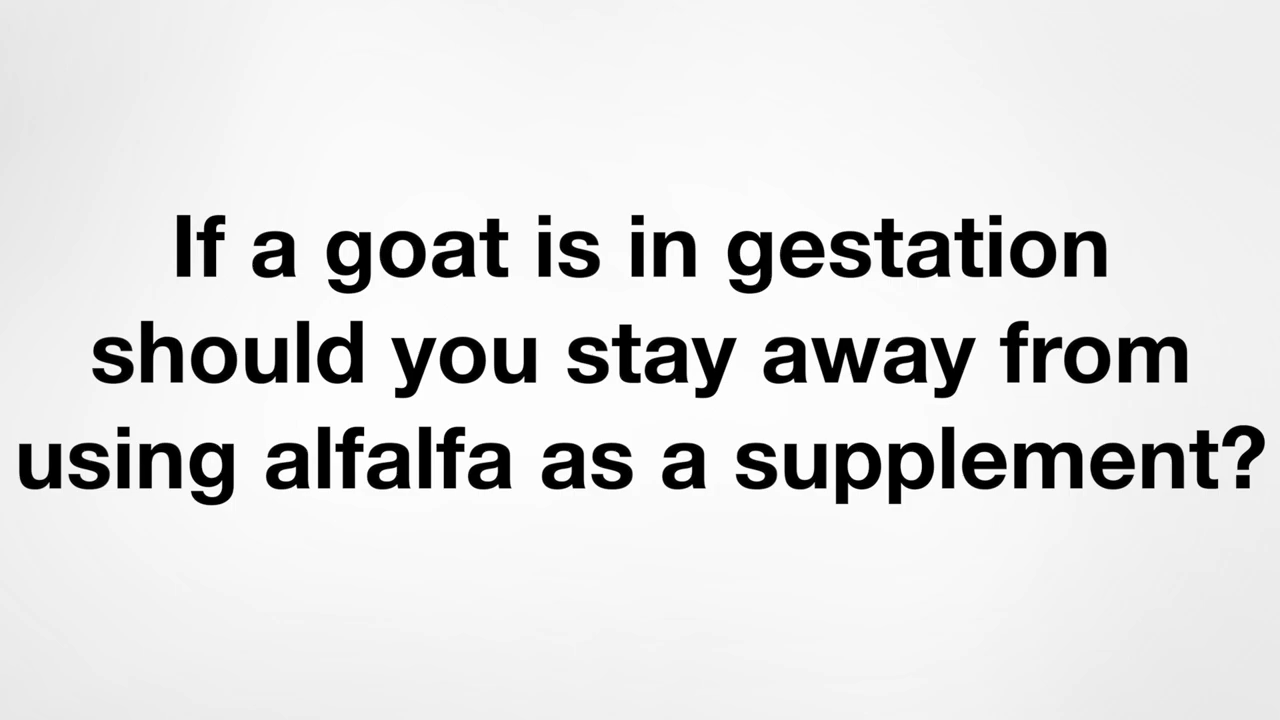 If a goat is in gestation
should you stay away from
using alfalfa as a supplement?